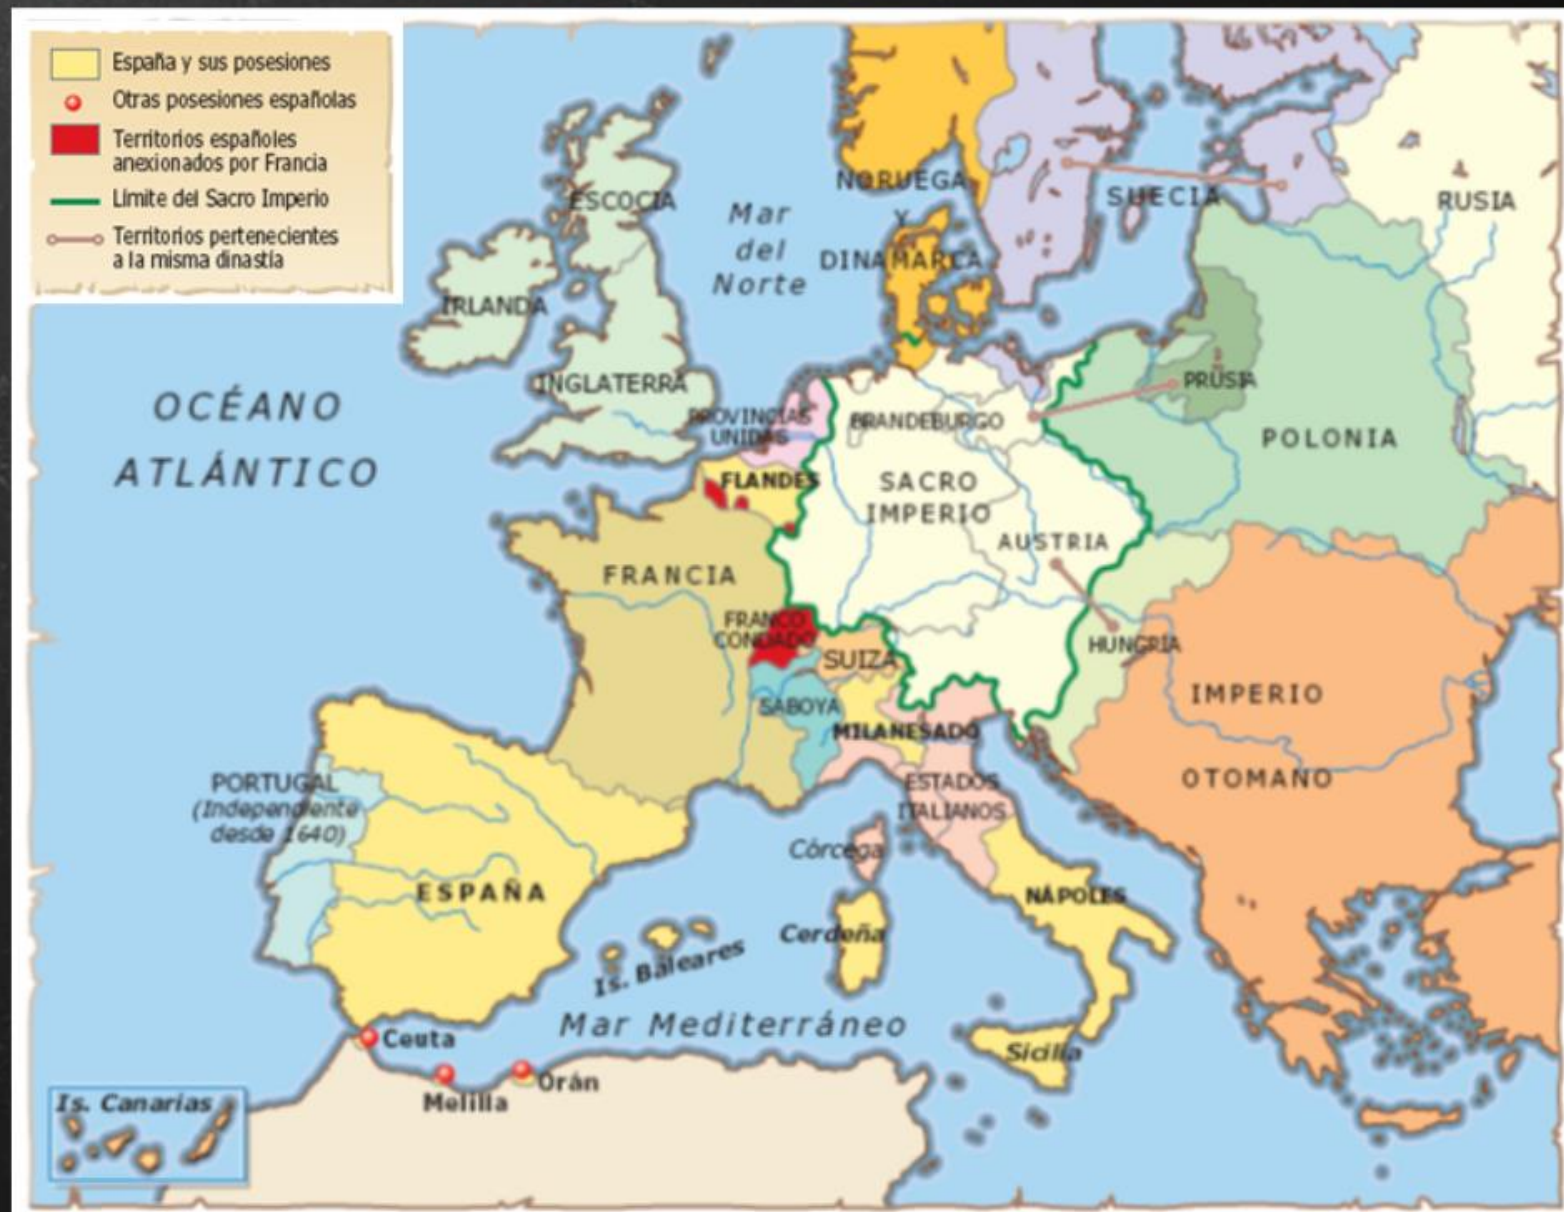 España y sus posesiones
Otras posesiones españolas
Territorios españoles
anexionados por Francia
Límite del Sacro Imperio
Territorios pertenecientes
a la misma dinastía
NORUEGA
Y
DINAMARCA
SUECIA
RUSIA
ESCOCIA
Mar
del
Norte
IRLANDA
INGLATERRA
OCÉANO
ATLÁNTICO
PROVINCIAS
UNIDAS
BRANDEBURGO
PRUSIA
POLONIA
FLANDES
SACRO
IMPERIO
AUSTRIA
FRANCIA
FRANCO
CONDADO
SUIZA
HUNGRIA
SABOYA
MILANESADO
IMPERIO
OTOMANO
ESTADOS
ITALIANOS
PORTUGAL
(Independiente
desde 1640)
Córcega
ESPAÑA
NÁPOLES
Cerdeña
Is. Baleares
Mar Mediterráneo
Sicilia
Ceuta
Melilla
Orán
Is. Canarias